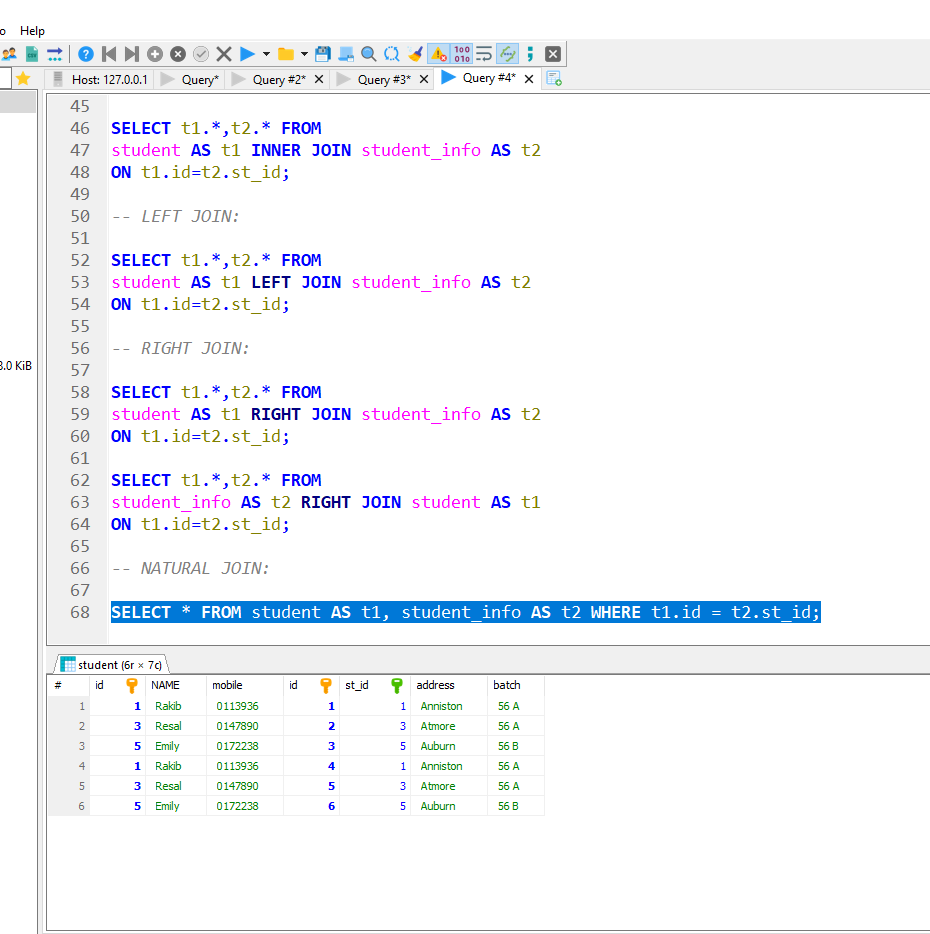 Help
Host: 127.0.0.1 Query* Query #2* Query #3* Query #4*
45
46 SELECT t1.*,t2.* FROM
47 student AS t1 INNER JOIN student_info AS t2
48 ON t1.id=t2.st_id;
49
50 -- LEFT JOIN:
51
52 SELECT t1.*,t2.* FROM
53 student AS t1 LEFT JOIN student_info AS t2
54 ON t1.id=t2.st_id;
55
56 -- RIGHT JOIN:
57
3.0 KiB
58 SELECT t1.*,t2.* FROM
59 student AS t1 RIGHT JOIN student_info AS t2
60 ON t1.id=t2.st_id;
61
62 SELECT t1.*,t2.* FROM
63 student_info AS t2 RIGHT JOIN student AS t1
64 ON t1.id=t2.st_id;
65
66 -- NATURAL JOIN:
67
68 SELECT * FROM student AS t1, student_info AS t2 WHERE t1.id = t2.st_id;
student (6r × 7c)
# id NAME mobile id st_id address batch
1 1 Rakib 0113936 1 1 Anniston 56 A
2 3 Resal 0147890 2 3 Atmore 56 A
3 5 Emily 0172238 3 5 Auburn 56 B
4 1 Rakib 0113936 4 1 Anniston 56 A
5 3 Resal 0147890 5 3 Atmore 56 A
6 5 Emily 0172238 6 5 Auburn 56 B